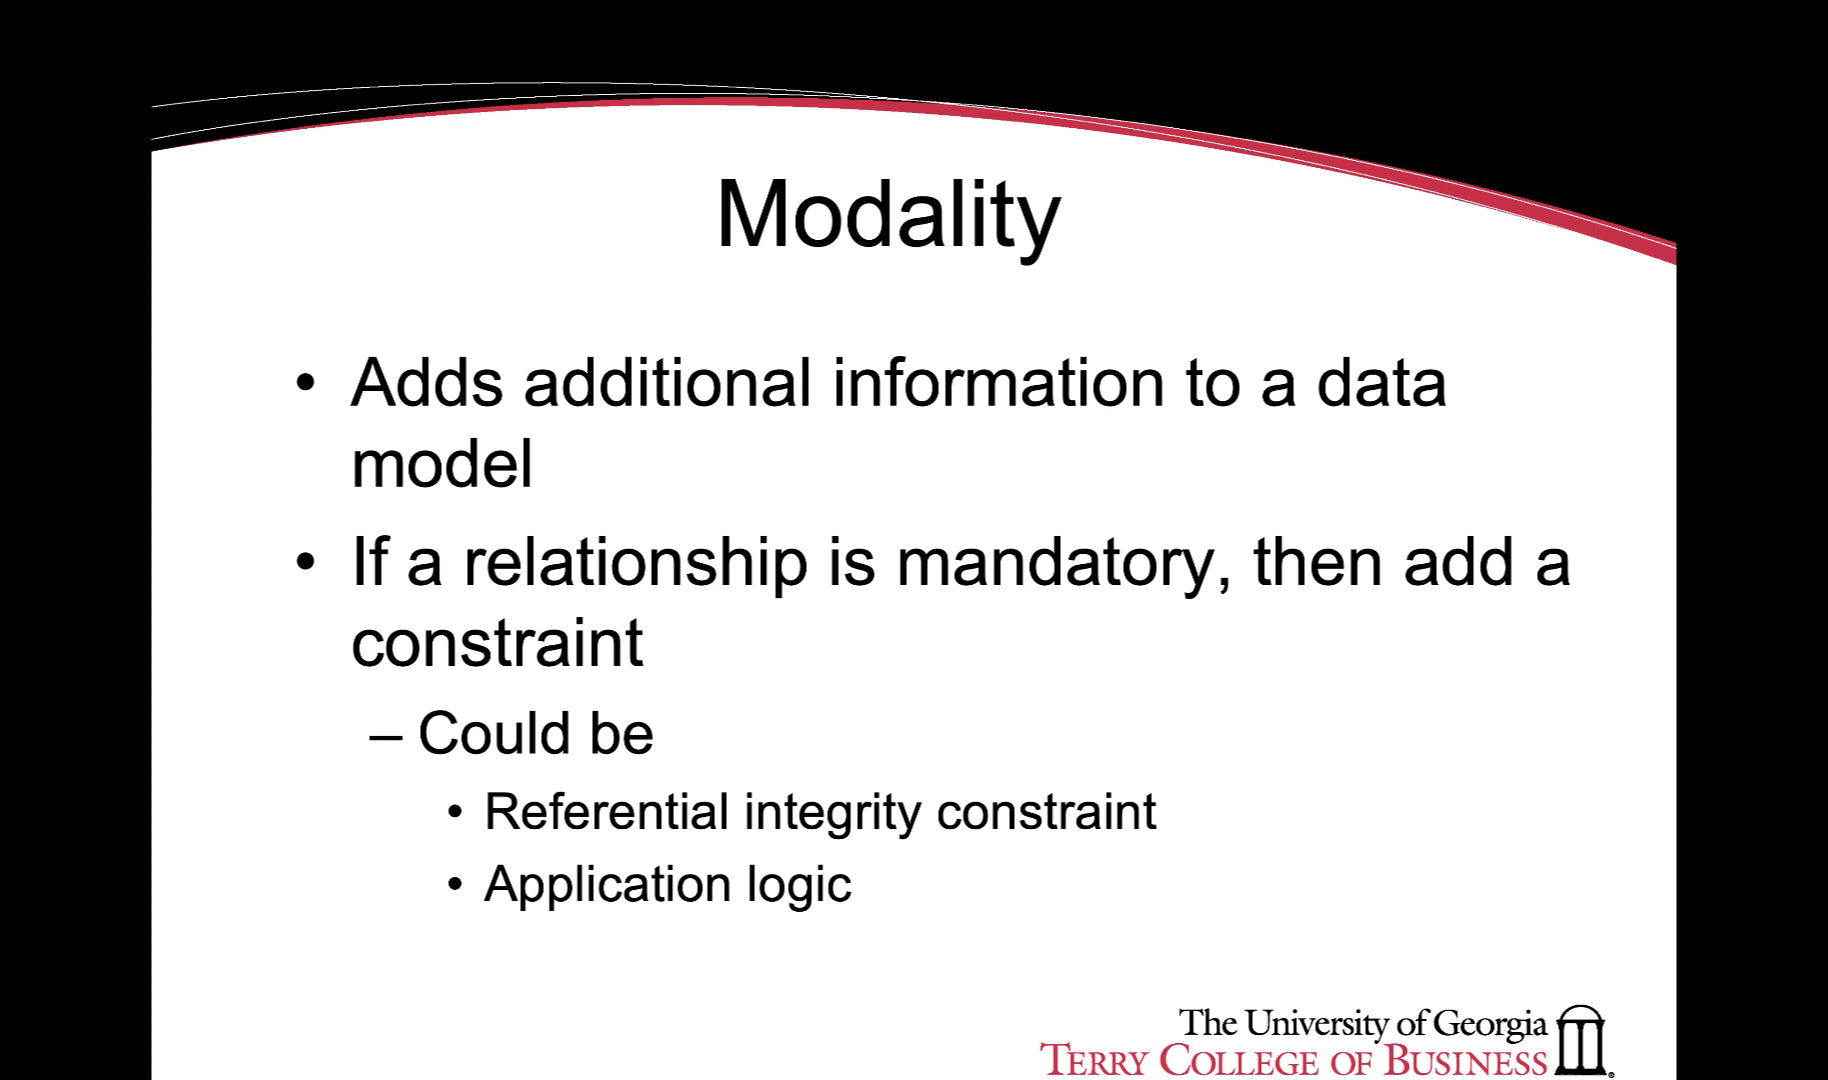 Modality
• Adds additional information to a data
model
• If a relationship is mandatory, then add a
constraint
– Could be
• Referential integrity constraint
• Application logic
The University of Georgia
TERRY COLLEGE OF BUSINESS